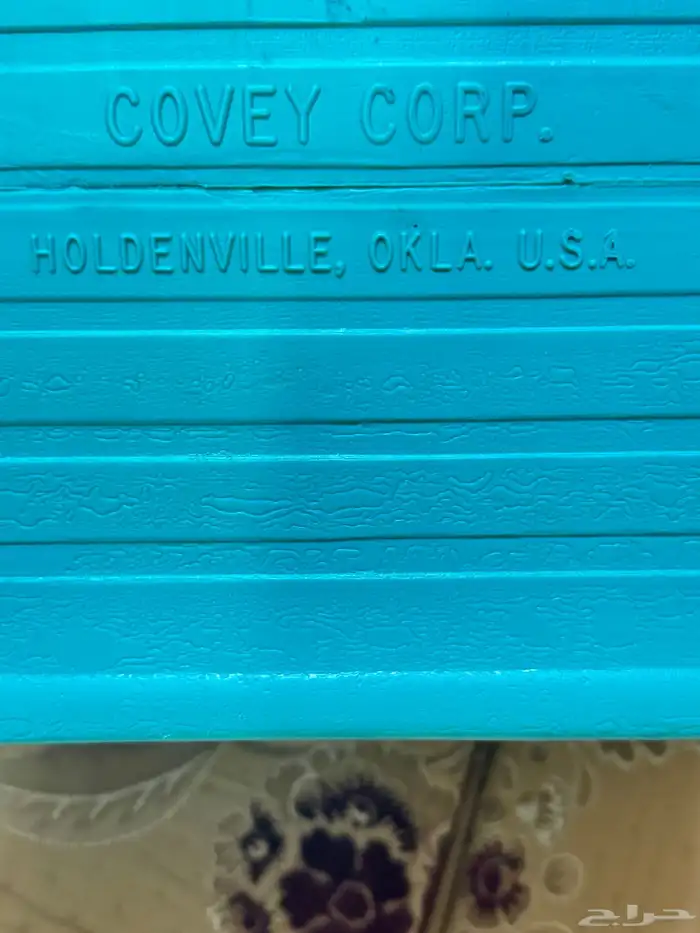 COVEY CORP.
HOLDENVILLE, OKLA. U.S.A.
حراج